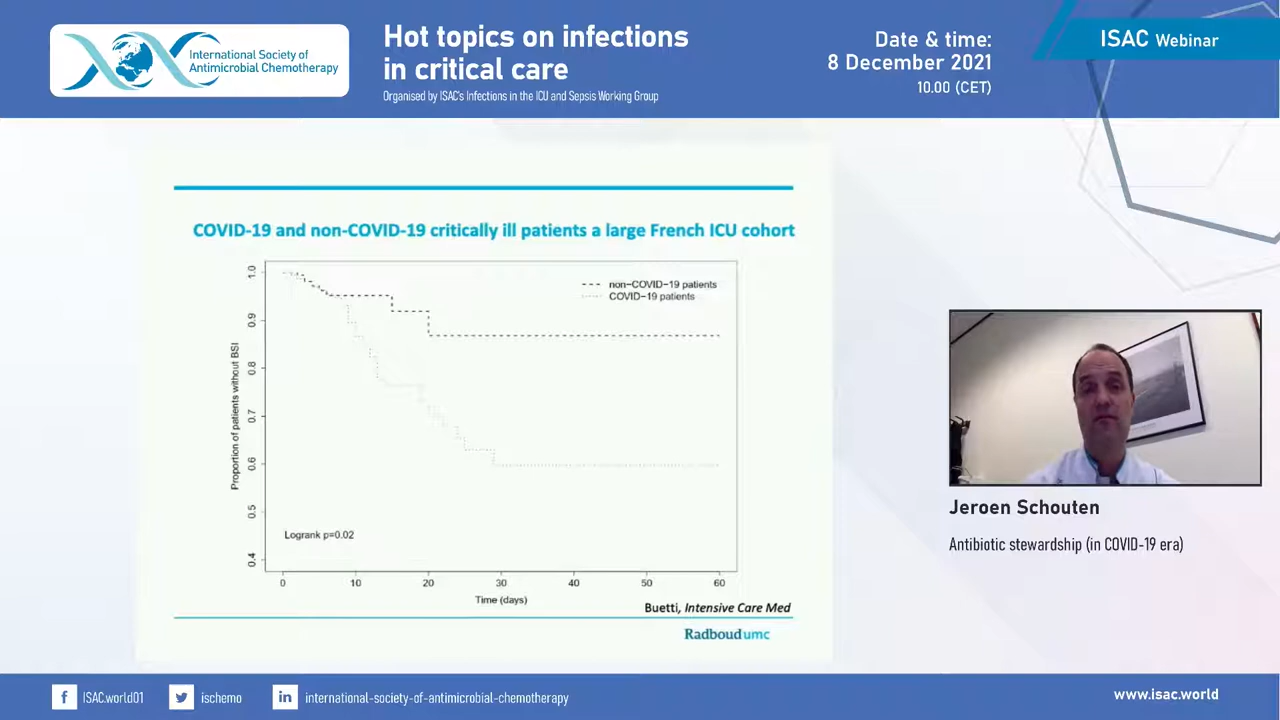 International Society of
Antimicrobial Chemotherapy
Hot topics on infections
in critical care
Organised by ISAC's Infections in the ICU and Sepsis Working Group
Date & time:
8 December 2021
10.00 (CET)
ISAC Webinar
COVID-19 and non-COVID-19 critically ill patients a large French ICU cohort
non-COVID-19 patients
COVID-19 patients
Proportion of patients without BSI
1.0
0.9
0.8
0.7
0.6
0.5
0.4
Logrank p=0.02
0 10 20 30 40 50 60
Time (days)
Buetti, Intensive Care Med
Radboudumc
Jeroen Schouten
Antibiotic stewardship (in COVID-19 era)
f ISAC.world01
ischemo
in international-society-of-antimicrobial-chemotherapy
www.isac.world